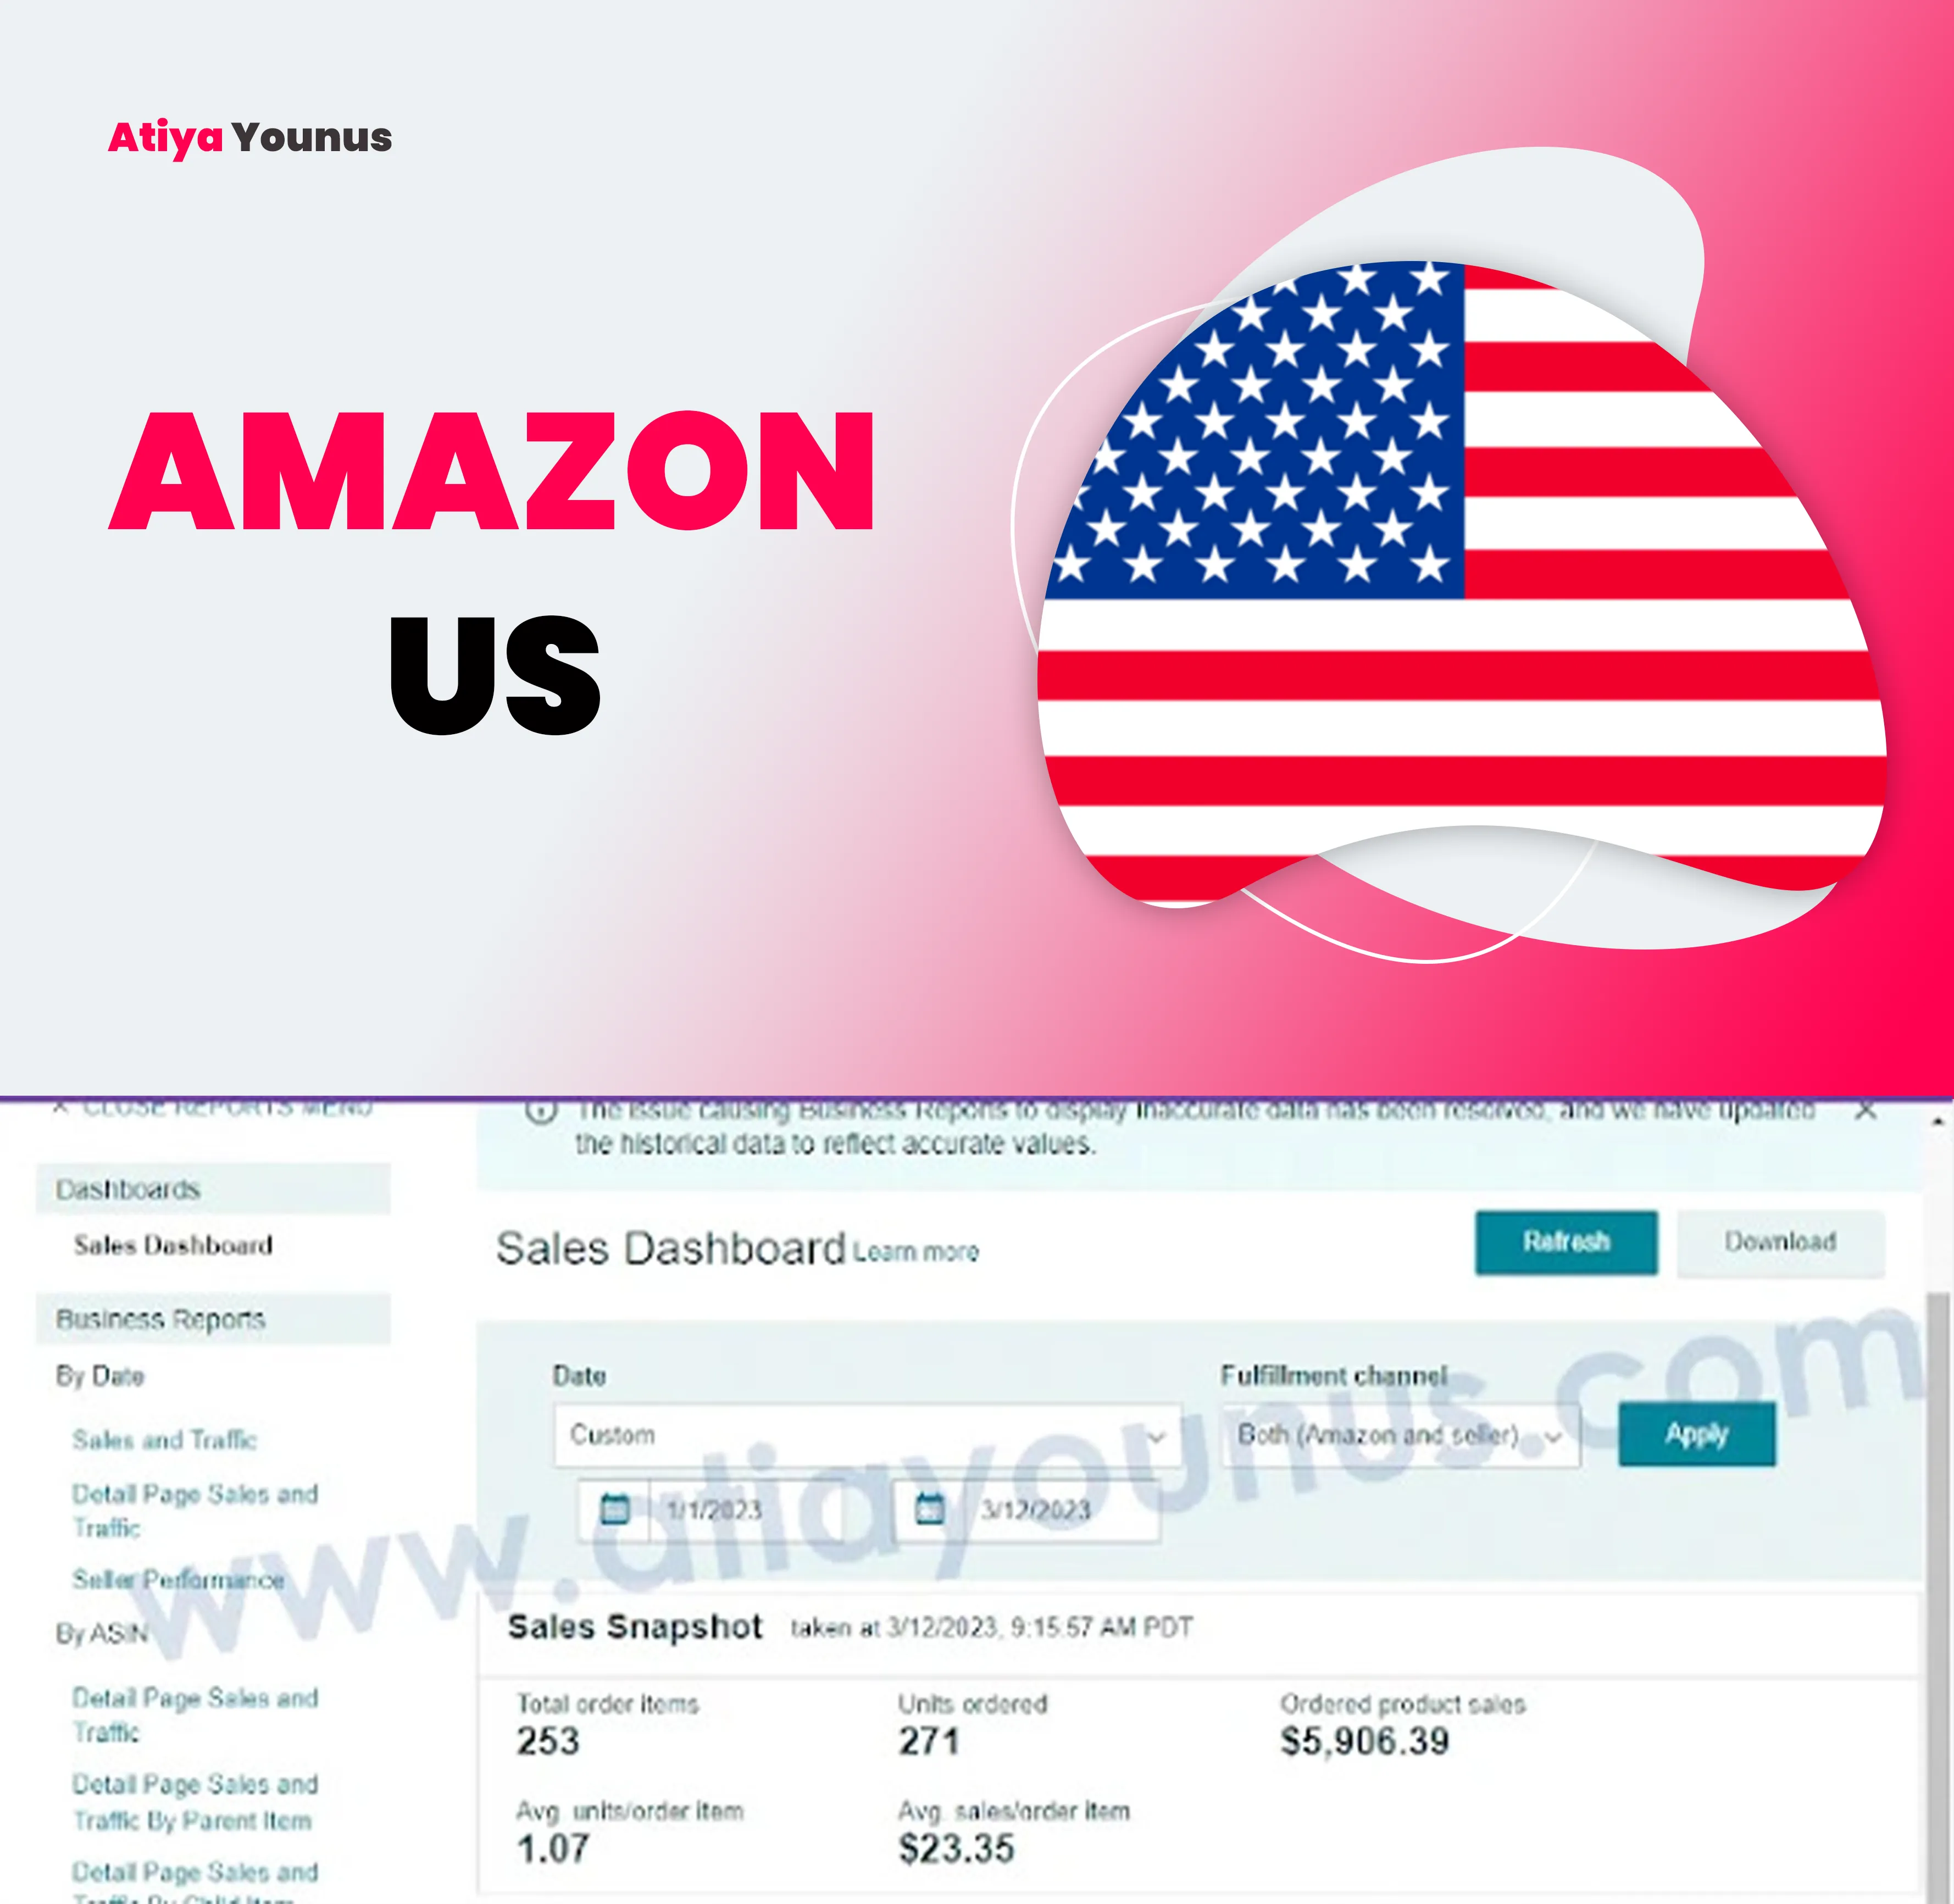 Atiya Younus
AMAZON
US
CLOSE REPORTS MENU
The issue causing Business Reports to display inaccurate data has been resolved, and we have updated
the historical data to reflect accurate values.
Dashboards
Sales Dashboard
Business Reports
By Date
Sales and Traffic
Detail Page Sales and
Traffic
Seller Performance
By ASIN
Detail Page Sales and
Traffic
Detail Page Sales and
Traffic By Parent Item
Detail Page Sales and
Traffic By Child Item
Sales Dashboard Learn more
Refresh
Download
Date
Fulfillment channel
Custom
Both (Amazon and seller)
Apply
1/1/2023
3/12/2023
Sales Snapshot taken at 3/12/2023, 9:15:57 AM PDT
Total order items
Units ordered
Ordered product sales
253
271
$5,906.39
Avg. units/order item
Avg. sales/order item
1.07
$23.35
www.atiayounus.com